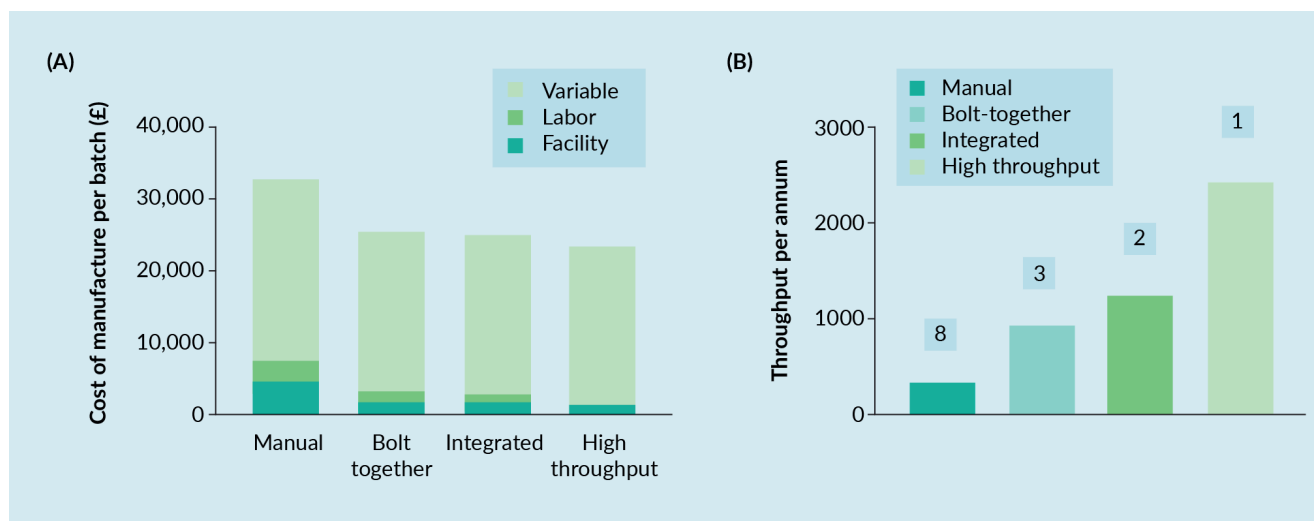 (A)
Variable
Labor
Facility
Cost of manufacture per batch (£)
40,000
30,000
20,000
10,000
0
Manual
Bolt
together
Integrated
High
throughput
(B)
Manual
Bolt-together
Integrated
High throughput
Throughput per annum
3000
2000
1000
0
8
3
2
1